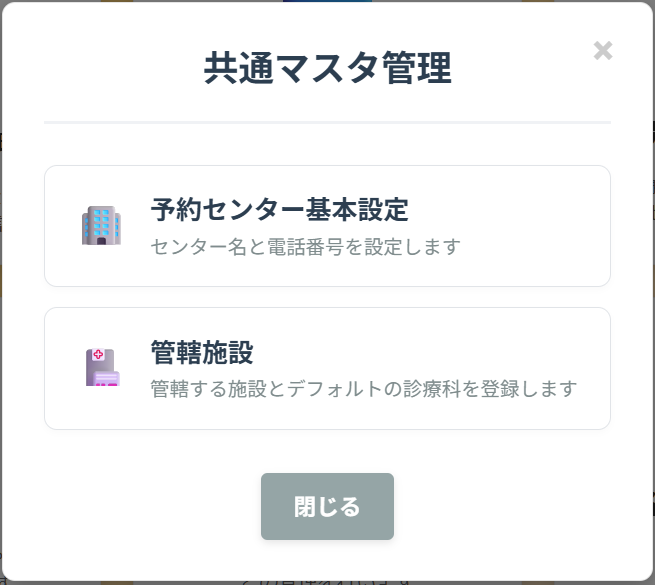 共通マスタ管理
×
予約センター基本設定
センター名と電話番号を設定します
管轄施設
管轄する施設とデフォルトの診療科を登録します
閉じる